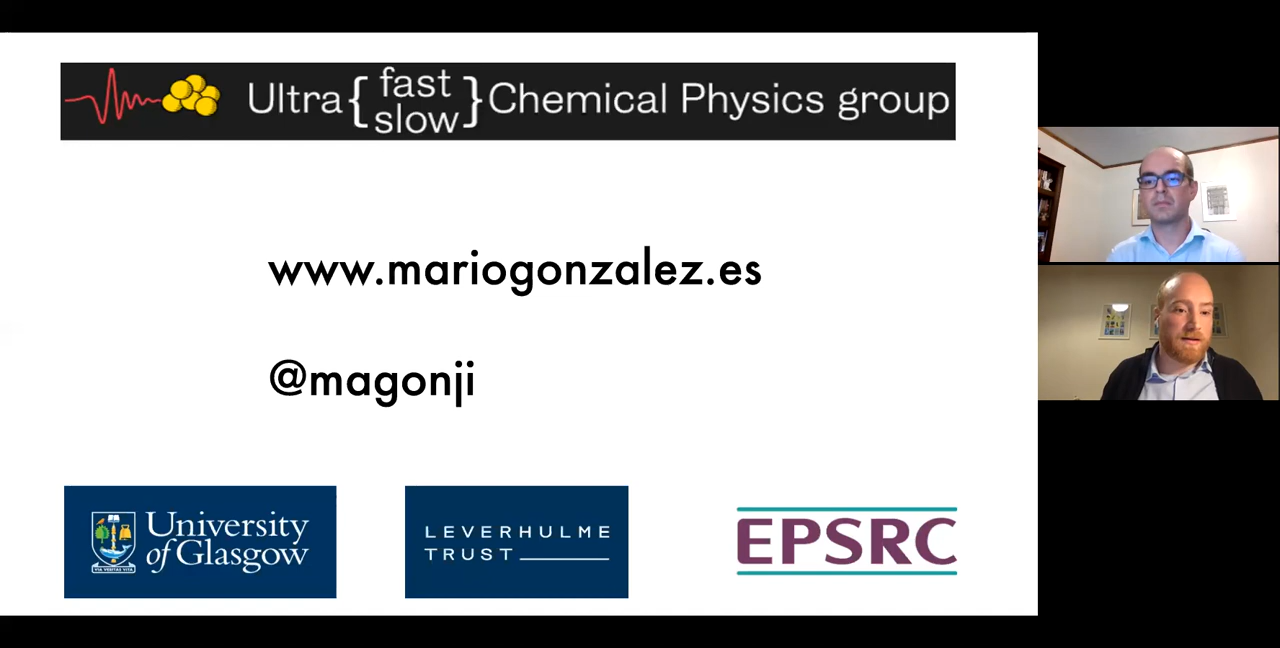 Ultra{fast slow}Chemical Physics group
www.mariogonzalez.es
@magonji
University of Glasgow
VIA VERITAS VITA
LEVERHULME
TRUST
EPSRC